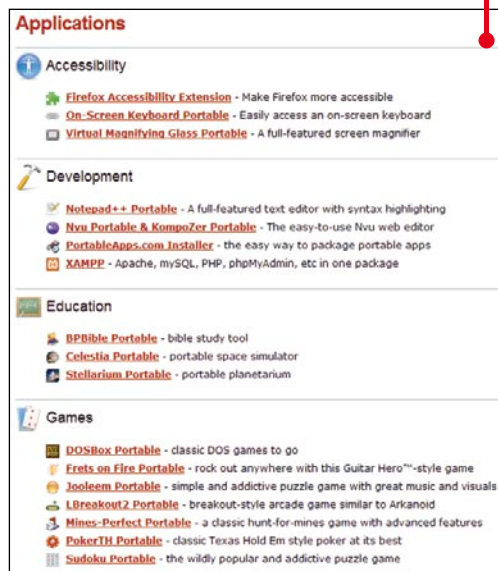 Applications
Accessibility
Firefox Accessibility Extension - Make Firefox more accessible
On-Screen Keyboard Portable - Easily access an on-screen keyboard
Virtual Magnifying Glass Portable - A full-featured screen magnifier
Development
Notepad++ Portable - A full-featured text editor with syntax highlighting
Nvu Portable & KompoZer Portable - The easy-to-use Nvu web editor
PortableApps.com Installer - the easy way to package portable apps
XAMPP - Apache, mySQL, PHP, phpMyAdmin, etc in one package
Education
BPBible Portable - bible study tool
Celestia Portable - portable space simulator
Stellarium Portable - portable planetarium
Games
DOSBox Portable - classic DOS games to go
Frets on Fire Portable - rock out anywhere with this Guitar Hero™-style game
Jooleem Portable - simple and addictive puzzle game with great music and visuals
LBreakout2 Portable - breakout-style arcade game similar to Arkanoid
Mines-Perfect Portable - a classic hunt-for-mines game with advanced features
PokerTH Portable - classic Texas Hold Em style poker at its best
Sudoku Portable - the wildly popular and addictive puzzle game